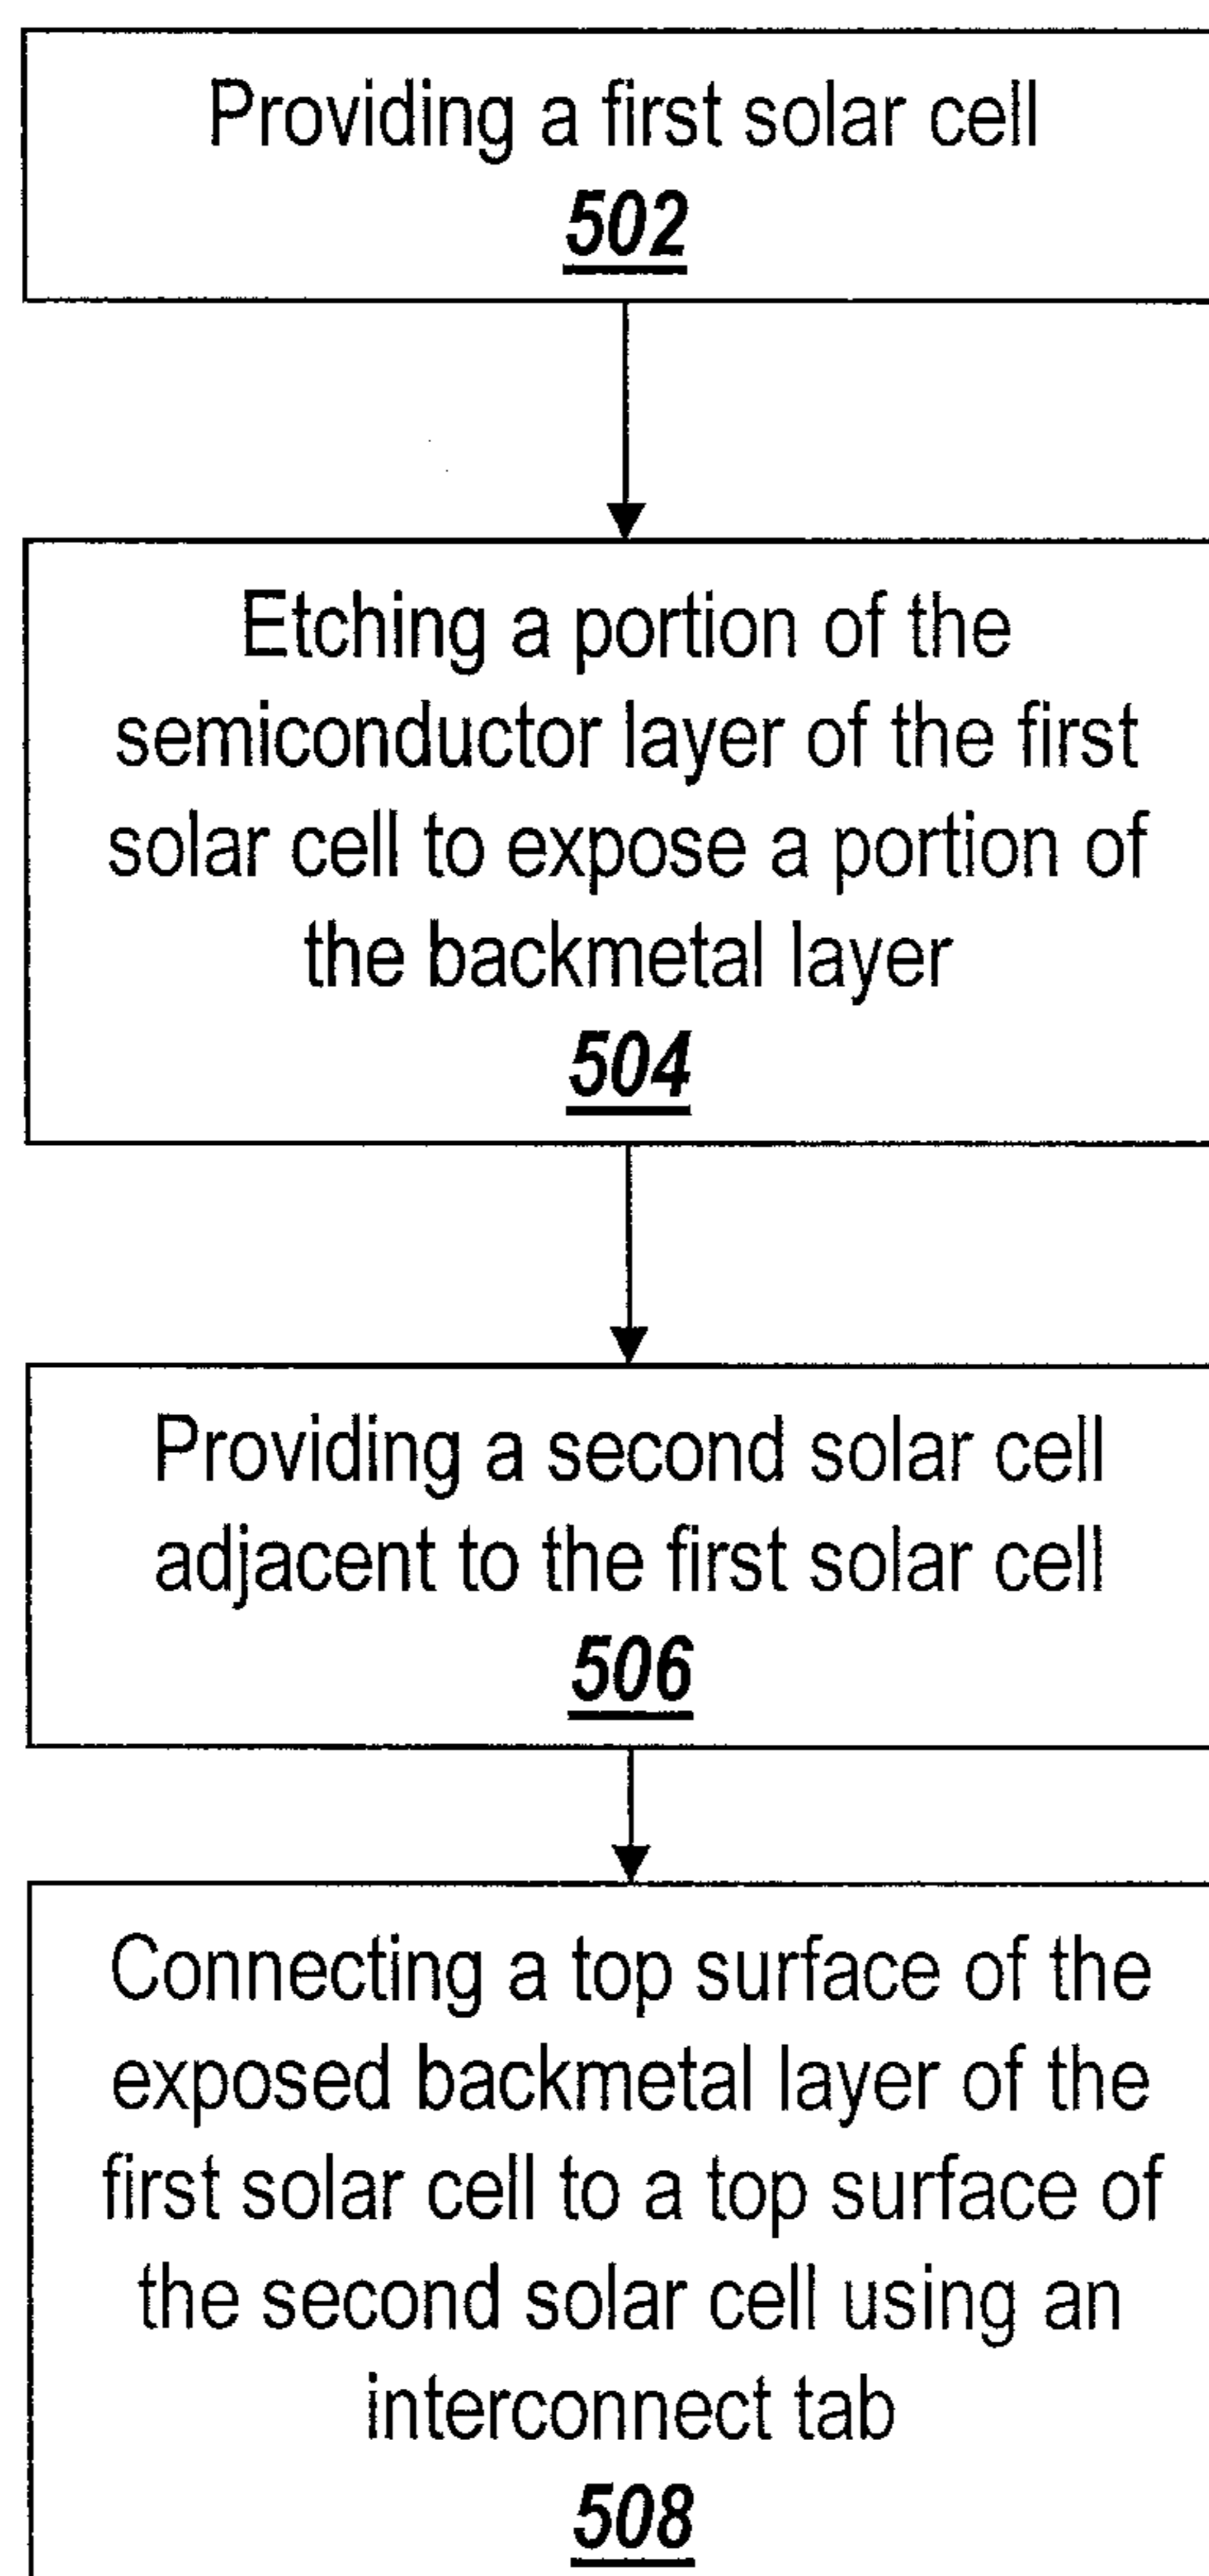 Providing a first solar cell
502
Etching a portion of the
semiconductor layer of the first
solar cell to expose a portion of
the backmetal layer
504
Providing a second solar cell
adjacent to the first solar cell
506
Connecting a top surface of the
exposed backmetal layer of the
first solar cell to a top surface of
the second solar cell using an
interconnect tab
508